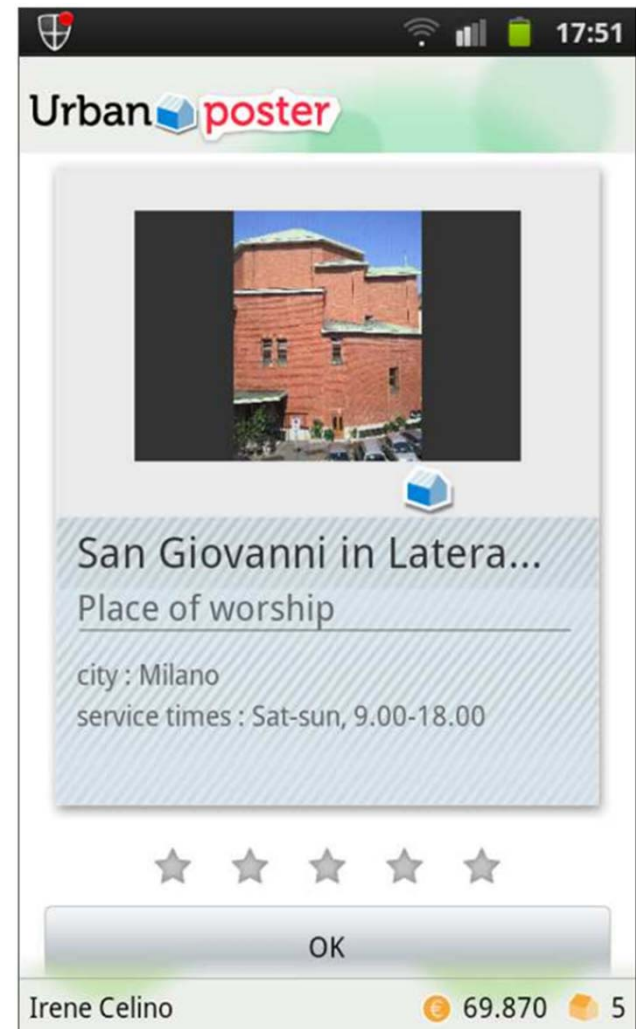 17:51
Urban poster
San Giovanni in Latera...
Place of worship
city : Milano
service times : Sat-sun, 9.00-18.00
OK
Irene Celino 69.870 5